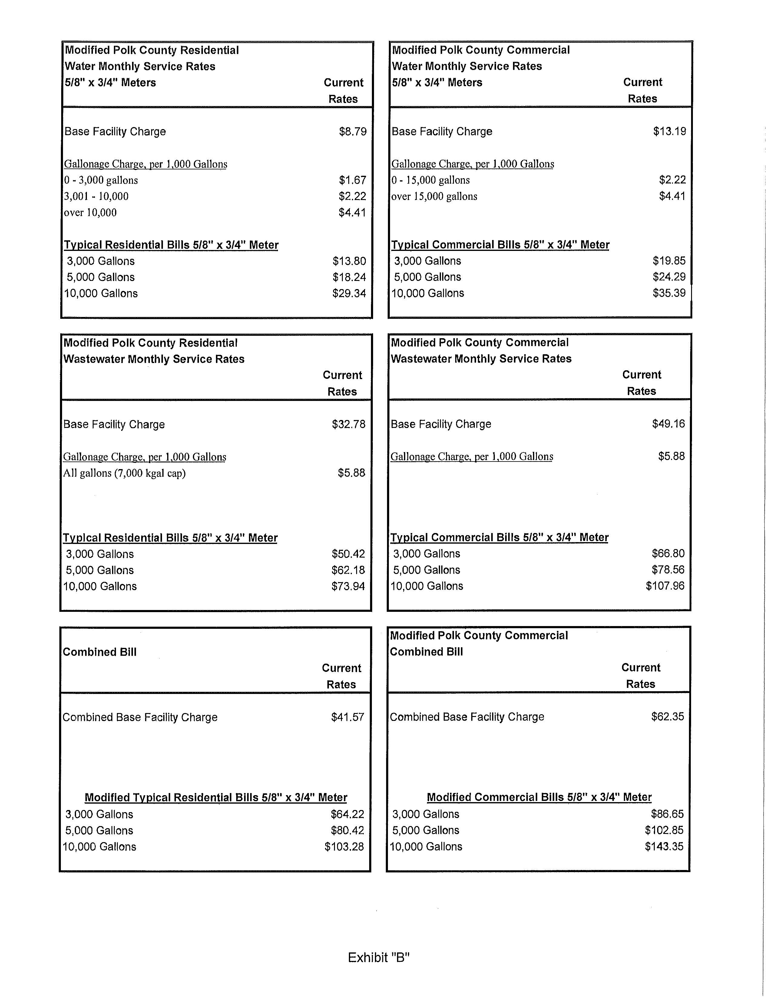 Modified Polk County Residential
Water Monthly Service Rates
5/8" x 3/4" Meters Current
Rates
Base Facility Charge $8.79
Gallonage Charge, per 1,000 Gallons
0 - 3,000 gallons $1.67
3,001 - 10,000 $2.22
over 10,000 $4.41
Typical Residential Bills 5/8" x 3/4" Meter
3,000 Gallons $13.80
5,000 Gallons $18.24
10,000 Gallons $29.34
Modified Polk County Commercial
Water Monthly Service Rates
5/8" x 3/4" Meters Current
Rates
Base Facility Charge $13.19
Gallonage Charge, per 1,000 Gallons
0 - 15,000 gallons $2.22
over 15,000 gallons $4.41
Typical Commercial Bills 5/8" x 3/4" Meter
3,000 Gallons $19.85
5,000 Gallons $24.29
10,000 Gallons $35.39
Modified Polk County Residential
Wastewater Monthly Service Rates
Current
Rates
Base Facility Charge $32.78
Gallonage Charge, per 1,000 Gallons
All gallons (7,000 kgal cap) $5.88
Typical Residential Bills 5/8" x 3/4" Meter
3,000 Gallons $50.42
5,000 Gallons $62.18
10,000 Gallons $73.94
Modified Polk County Commercial
Wastewater Monthly Service Rates
Current
Rates
Base Facility Charge $49.16
Gallonage Charge, per 1,000 Gallons $5.88
Typical Commercial Bills 5/8" x 3/4" Meter
3,000 Gallons $66.80
5,000 Gallons $78.56
10,000 Gallons $107.96
Combined Bill
Current
Rates
Combined Base Facility Charge $41.57
Modified Typical Residential Bills 5/8" x 3/4" Meter
3,000 Gallons $64.22
5,000 Gallons $80.42
10,000 Gallons $103.28
Modified Polk County Commercial
Combined Bill
Current
Rates
Combined Base Facility Charge $62.35
Modified Commercial Bills 5/8" x 3/4" Meter
3,000 Gallons $86.65
5,000 Gallons $102.85
10,000 Gallons $143.35
Exhibit "B"